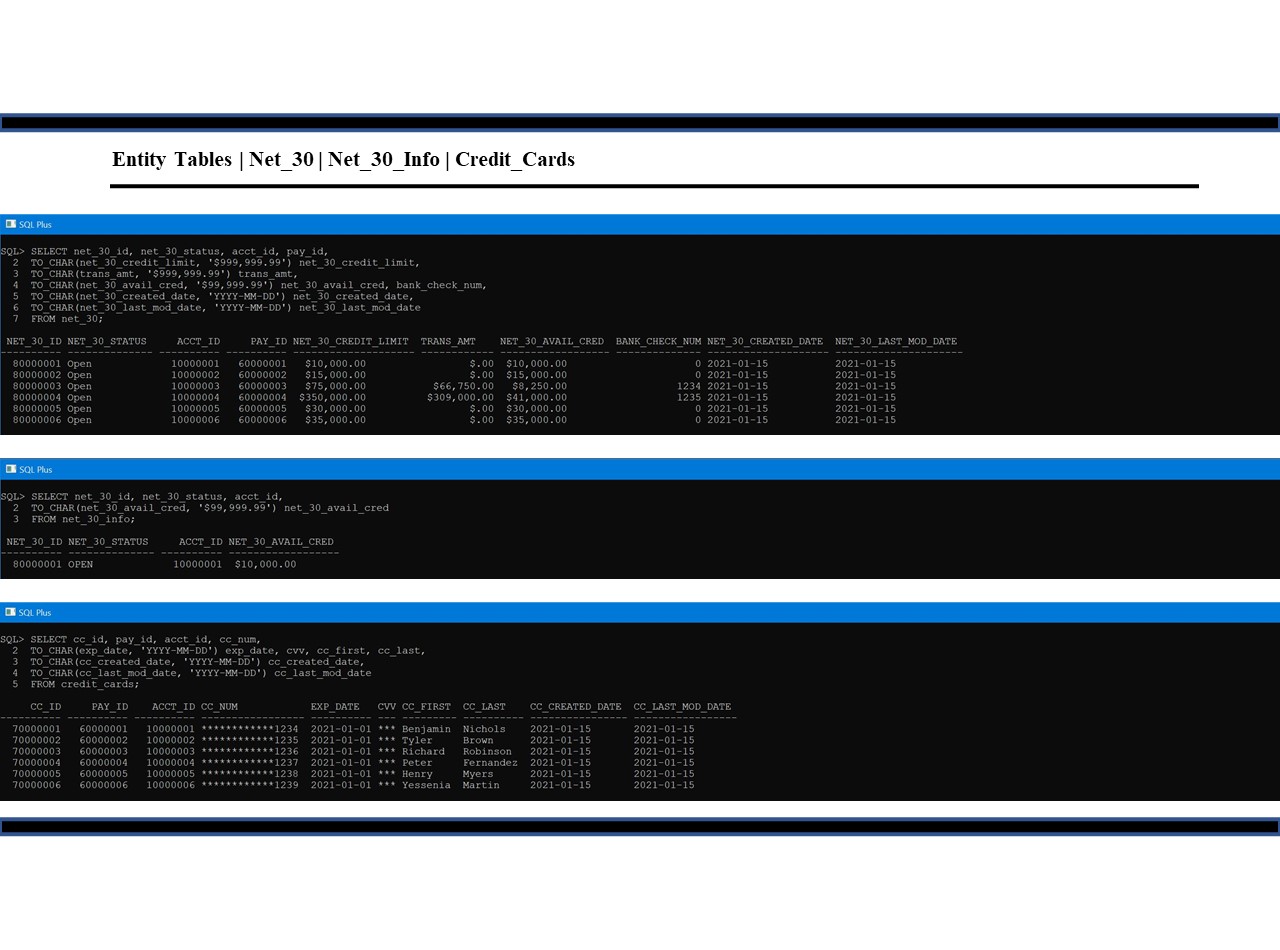 Entity Tables | Net_30 | Net_30_Info | Credit_Cards
SQL Plus
SQL> SELECT net_30_id, net_30_status, acct_id, pay_id,
2 TO_CHAR(net_30_credit_limit, '$999,999.99') net_30_credit_limit,
3 TO_CHAR(trans_amt, '$999,999.99') trans_amt,
4 TO_CHAR(net_30_avail_cred, '$99,999.99') net_30_avail_cred, bank_check_num,
5 TO_CHAR(net_30_created_date, 'YYYY-MM-DD') net_30_created_date,
6 TO_CHAR(net_30_last_mod_date, 'YYYY-MM-DD') net_30_last_mod_date
7 FROM net_30;
NET_30_ID NET_30_STATUS ACCT_ID PAY_ID NET_30_CREDIT_LIMIT TRANS_AMT NET_30_AVAIL_CRED BANK_CHECK_NUM NET_30_CREATED_DATE NET_30_LAST_MOD_DATE
80000001 Open 10000001 60000001 $10,000.00 $.00 $10,000.00 0 2021-01-15 2021-01-15
80000002 Open 10000002 60000002 $15,000.00 $.00 $15,000.00 0 2021-01-15 2021-01-15
80000003 Open 10000003 60000003 $75,000.00 $66,750.00 $8,250.00 1234 2021-01-15 2021-01-15
80000004 Open 10000004 60000004 $350,000.00 $309,000.00 $41,000.00 1235 2021-01-15 2021-01-15
80000005 Open 10000005 60000005 $30,000.00 $.00 $30,000.00 0 2021-01-15 2021-01-15
80000006 Open 10000006 60000006 $35,000.00 $.00 $35,000.00 0 2021-01-15 2021-01-15
SQL Plus
SQL> SELECT net_30_id, net_30_status, acct_id,
2 TO_CHAR(net_30_avail_cred, '$99,999.99') net_30_avail_cred
3 FROM net_30_info;
NET_30_ID NET_30_STATUS ACCT_ID NET_30_AVAIL_CRED
80000001 OPEN 10000001 $10,000.00
SQL Plus
SQL> SELECT cc_id, pay_id, acct_id, cc_num,
2 TO_CHAR(exp_date, 'YYYY-MM-DD') exp_date, cvv, cc_first, cc_last,
3 TO_CHAR(cc_created_date, 'YYYY-MM-DD') cc_created_date,
4 TO_CHAR(cc_last_mod_date, 'YYYY-MM-DD') cc_last_mod_date
5 FROM credit_cards;
CC_ID PAY_ID ACCT_ID CC_NUM EXP_DATE CVV CC_FIRST CC_LAST CC_CREATED_DATE CC_LAST_MOD_DATE
70000001 60000001 10000001 ************1234 2021-01-01 *** Benjamin Nichols 2021-01-15 2021-01-15
70000002 60000002 10000002 ************1235 2021-01-01 *** Tyler Brown 2021-01-15 2021-01-15
70000003 60000003 10000003 ************1236 2021-01-01 *** Richard Robinson 2021-01-15 2021-01-15
70000004 60000004 10000004 ************1237 2021-01-01 *** Peter Fernandez 2021-01-15 2021-01-15
70000005 60000005 10000005 ************1238 2021-01-01 *** Henry Myers 2021-01-15 2021-01-15
70000006 60000006 10000006 ************1239 2021-01-01 *** Yessenia Martin 2021-01-15 2021-01-15